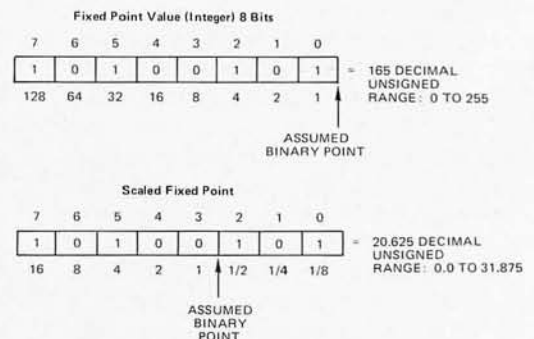 Fixed Point Value (Integer) 8 Bits
7 6 5 4 3 2 1 0
1 0 1 0 0 1 0 1 = 165 DECIMAL
UNSIGNED
128 64 32 16 8 4 2 1 RANGE: 0 TO 255
ASSUMED
BINARY POINT
Scaled Fixed Point
7 6 5 4 3 2 1 0
1 0 1 0 0 1 0 1 = 20.625 DECIMAL
UNSIGNED
16 8 4 2 1 1/2 1/4 1/8 RANGE: 0.0 TO 31.875
ASSUMED
BINARY
POINT